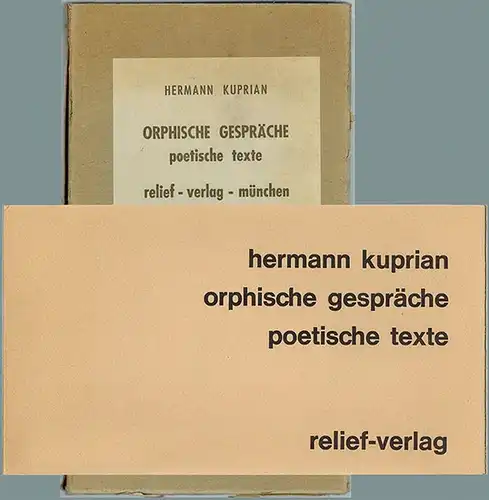 HERMANN KUPRIAN
ORPHISCHE GESPRÄCHE
poetische texte
relief - verlag - münchen
hermann kuprian
orphische gespräche
poetische texte
relief-verlag